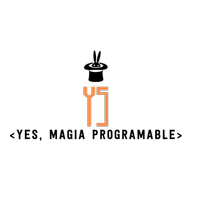 YS
<YES, MAGIA PROGRAMABLE>